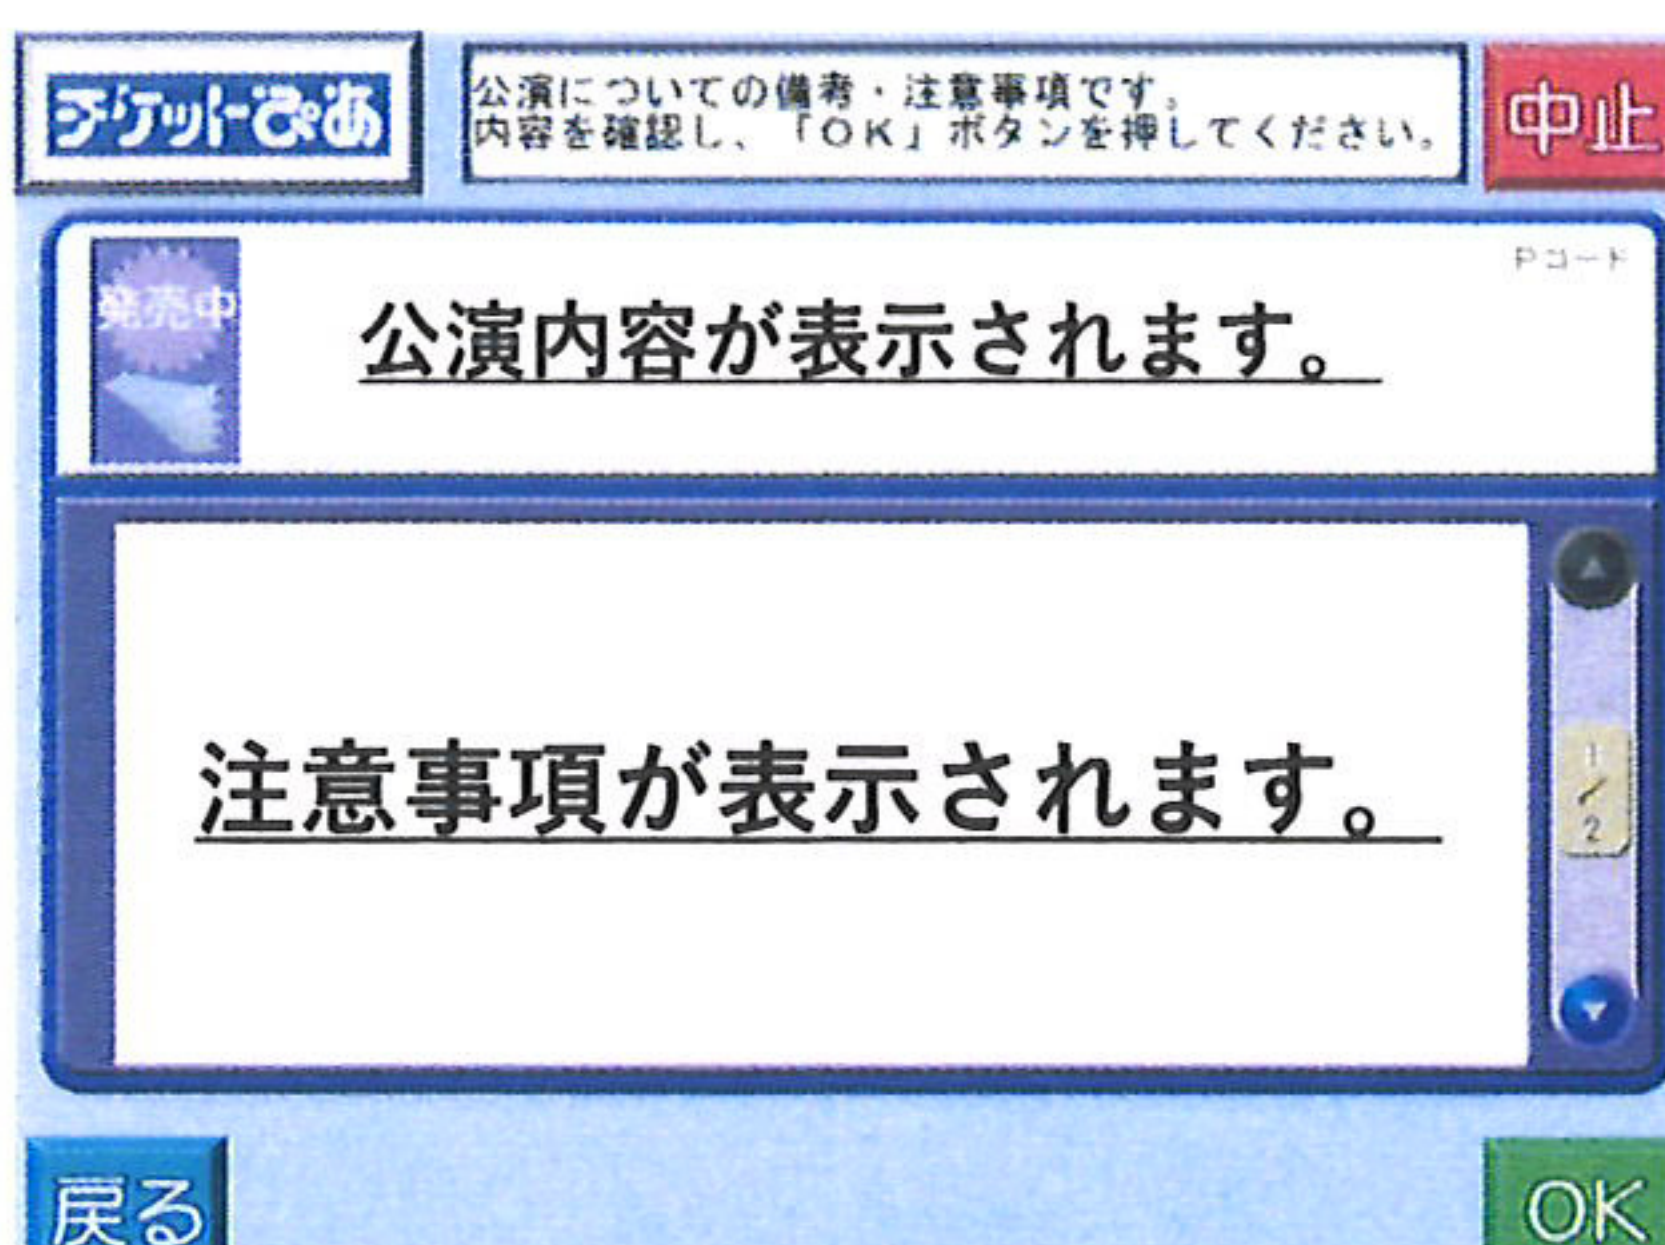 チケットぴあ
公演についての備考・注意事項です。
内容を確認し、「OK」ボタンを押してください。
中止
発売中
Pコード
公演内容が表示されます。
注意事項が表示されます。
1/2
戻る
OK